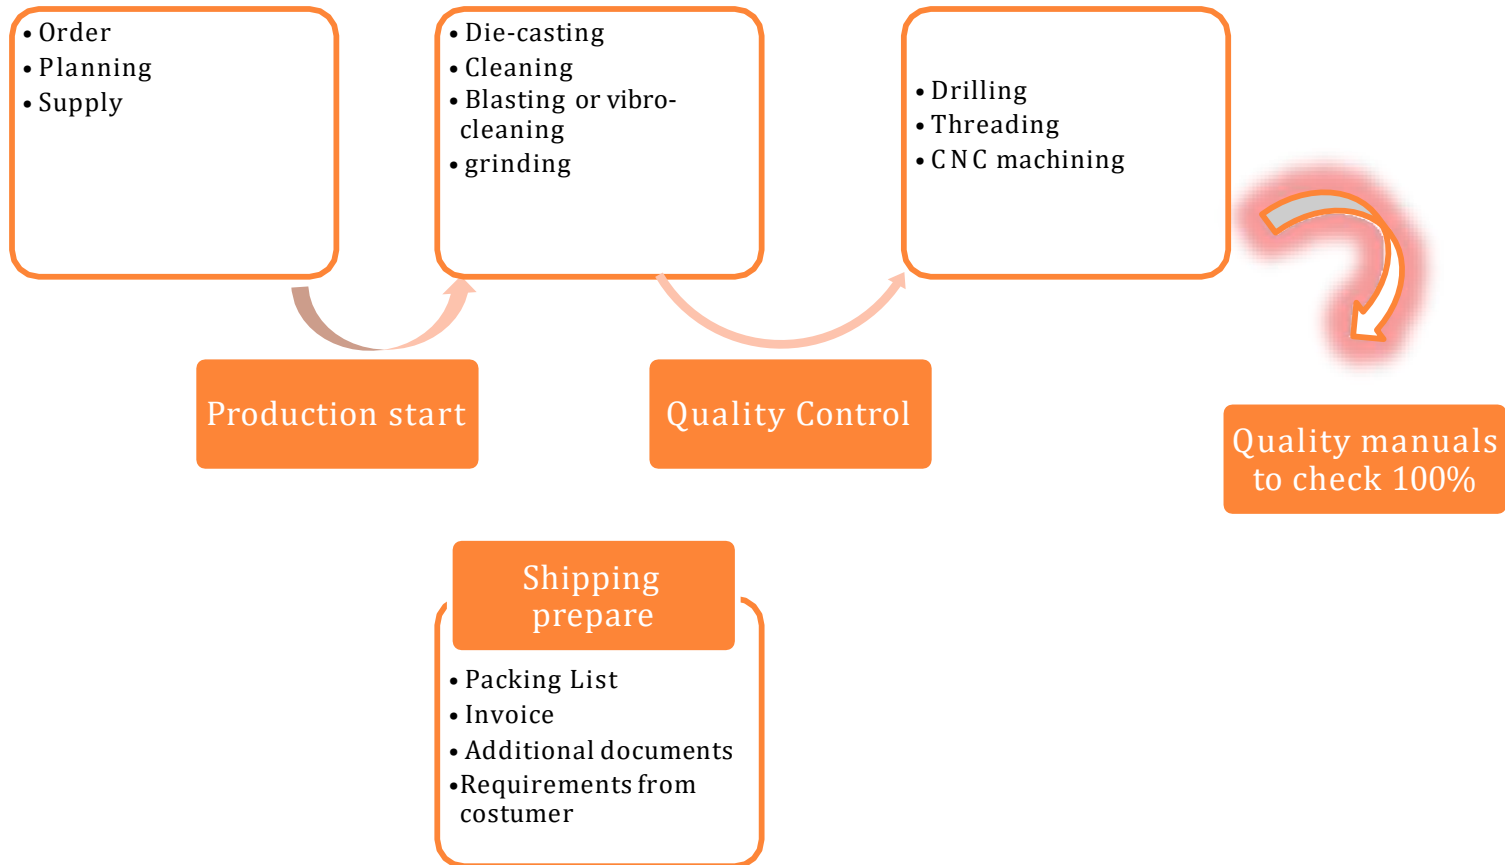 • Order
• Planning
• Supply
• Die-casting
• Cleaning
• Blasting or vibro-
cleaning
• grinding
• Drilling
• Threading
• CNC machining
Production start
Quality Control
Quality manuals
to check 100%
Shipping
prepare
• Packing List
• Invoice
• Additional documents
•Requirements from
costumer